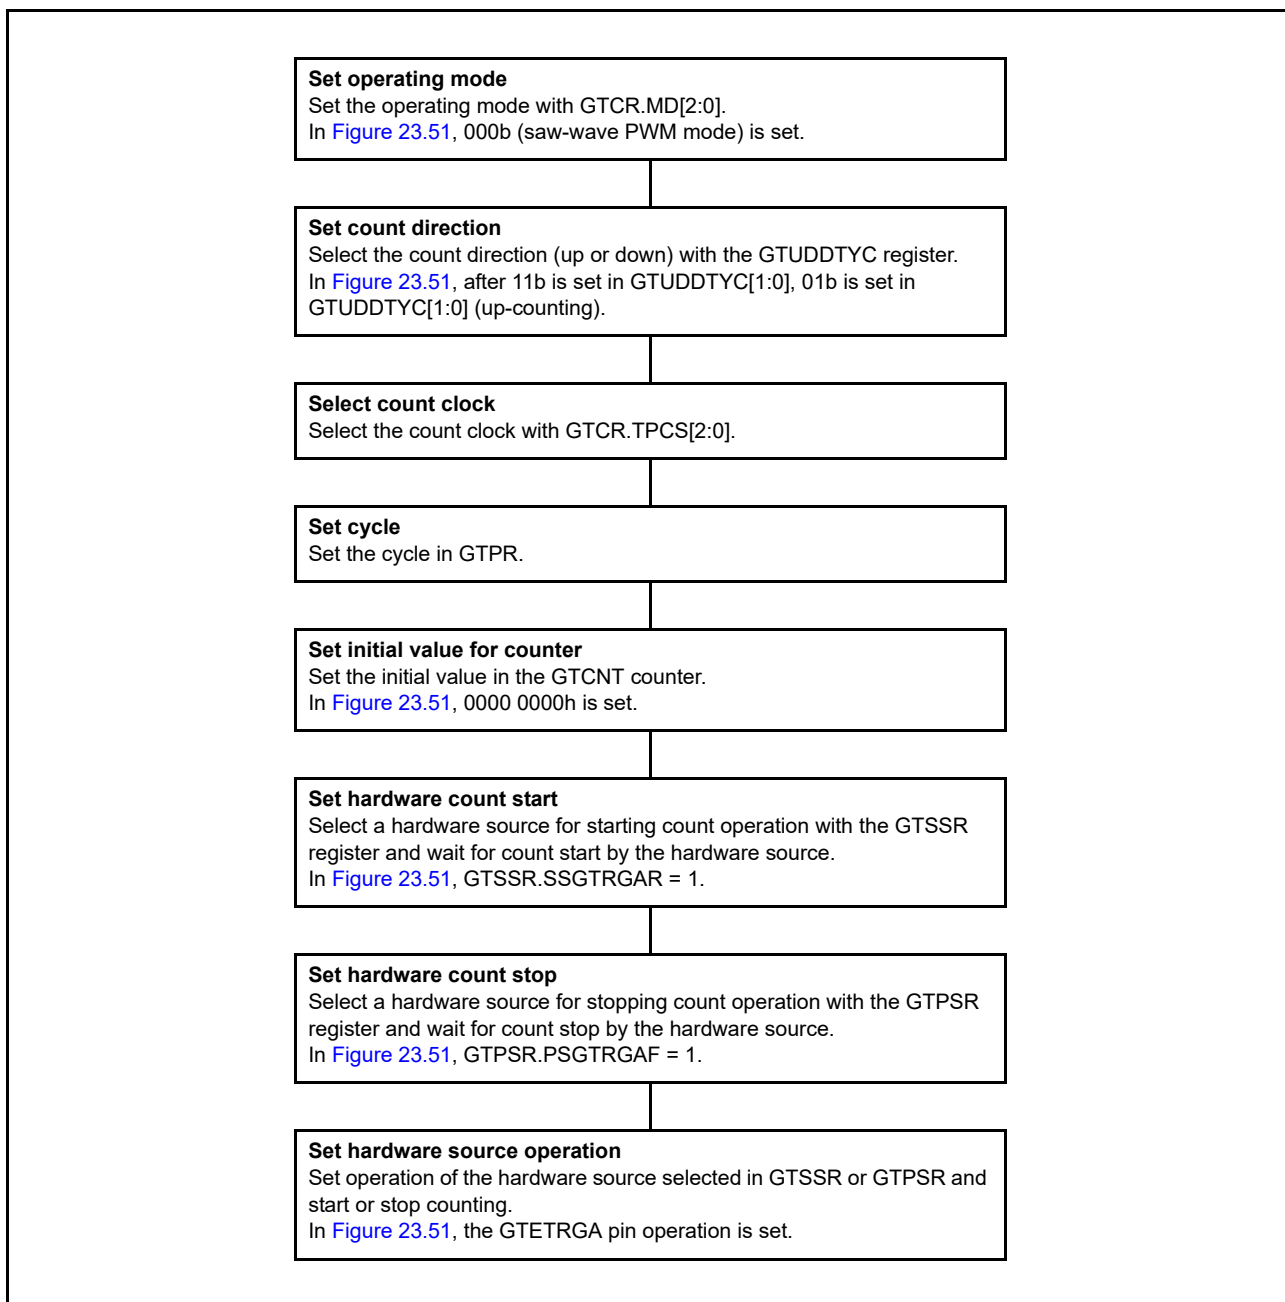 Set operating mode
Set the operating mode with GTCR.MD[2:0].
In Figure 23.51, 000b (saw-wave PWM mode) is set.
Set count direction
Select the count direction (up or down) with the GTUDDTYC register.
In Figure 23.51, after 11b is set in GTUDDTYC[1:0], 01b is set in
GTUDDTYC[1:0] (up-counting).
Select count clock
Select the count clock with GTCR.TPCS[2:0].
Set cycle
Set the cycle in GTPR.
Set initial value for counter
Set the initial value in the GTCNT counter.
In Figure 23.51, 0000 0000h is set.
Set hardware count start
Select a hardware source for starting count operation with the GTSSR
register and wait for count start by the hardware source.
In Figure 23.51, GTSSR.SSGTRGAR = 1.
Set hardware count stop
Select a hardware source for stopping count operation with the GTPSR
register and wait for count stop by the hardware source.
In Figure 23.51, GTPSR.PSGTRGAF = 1.
Set hardware source operation
Set operation of the hardware source selected in GTSSR or GTPSR and
start or stop counting.
In Figure 23.51, the GTETRGA pin operation is set.